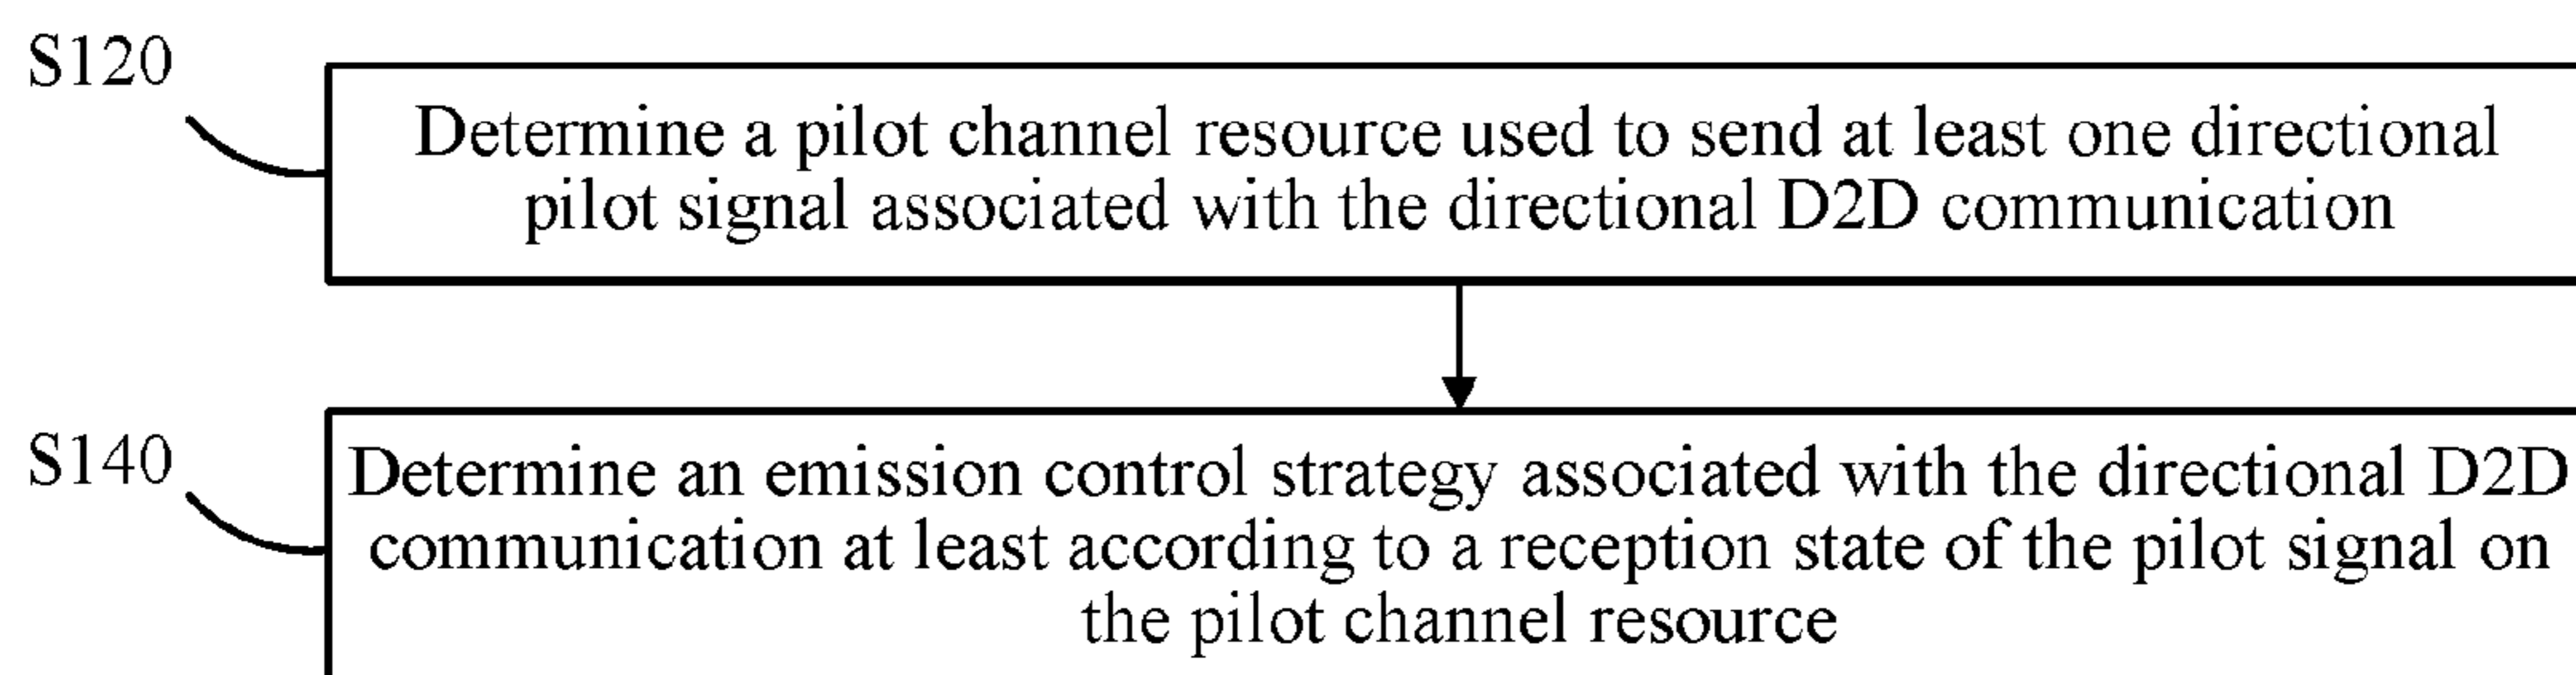 S120
Determine a pilot channel resource used to send at least one directional
pilot signal associated with the directional D2D communication
S140
Determine an emission control strategy associated with the directional D2D
communication at least according to a reception state of the pilot signal on
the pilot channel resource